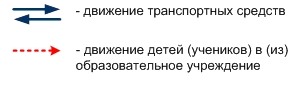 - движение транспортных средств
- движение детей (учеников) в (из)
образовательное учреждение